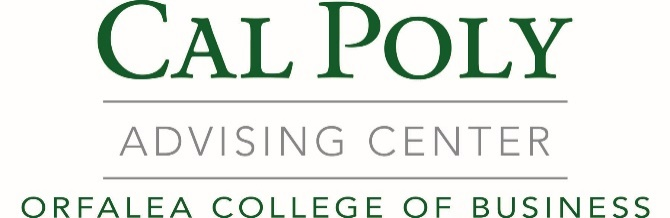 CAL POLY
ADVISING CENTER
ORFALEA COLLEGE OF BUSINESS